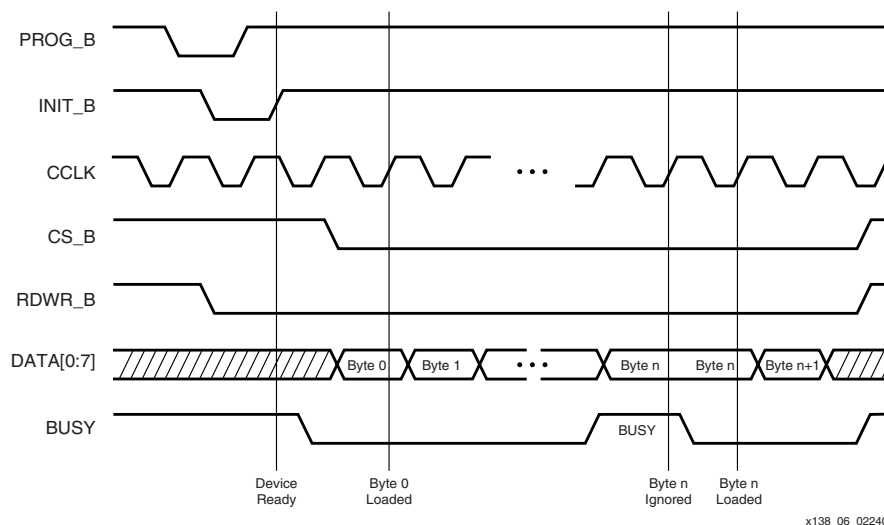 PROG_B
INIT_B
CCLK
• • •
CS_B
RDWR_B
DATA[0:7]
Byte 0
Byte 1
• • •
Byte n
Byte n
Byte n+1
BUSY
BUSY
Device
Ready
Byte 0
Loaded
Byte n
Ignored
Byte n
Loaded
x138_06_02240